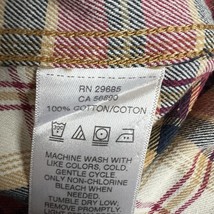 RN 29685
CA 56590
100% COTTON/COTON
MACHINE WASH WITH
LIKE COLORS, COLD,
GENTLE CYCLE
ONLY NON-CHLORINE
BLEACH WHEN
NEEDED.
TUMBLE DRY LOW,
REMOVE PROMPTLY.